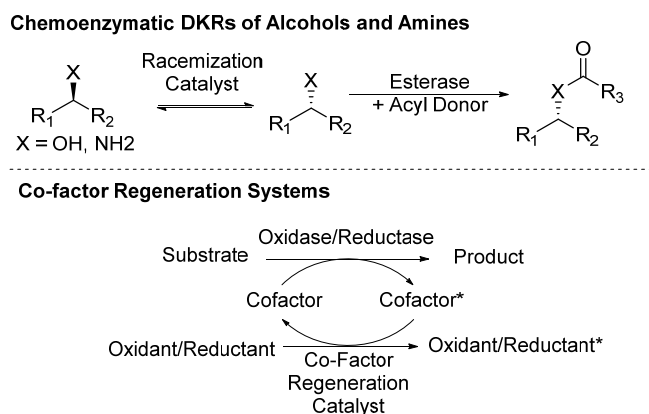 Chemoenzymatic DKRs of Alcohols and Amines
Racemization
Catalyst
Esterase
+ Acyl Donor
X
R1
R2
X
R1
R2
O
X
R3
R1
R2
X = OH, NH2
Co-factor Regeneration Systems
Oxidase/Reductase
Substrate
Product
Cofactor
Cofactor*
Oxidant/Reductant
Oxidant/Reductant*
Co-Factor
Regeneration
Catalyst